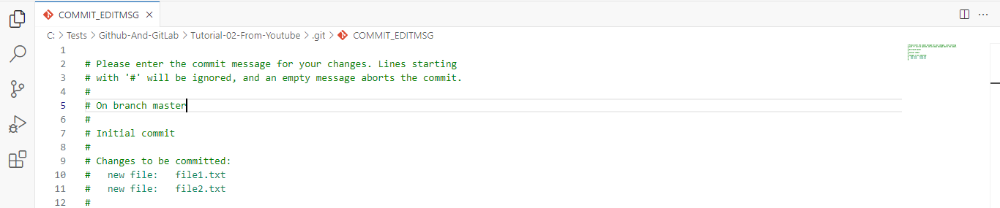 COMMIT_EDITMSG ×
C: > Tests > Github-And-GitLab > Tutorial-02-From-Youtube > .git > COMMIT_EDITMSG
1
2 # Please enter the commit message for your changes. Lines starting
3 # with '#' will be ignored, and an empty message aborts the commit.
4 #
5 # On branch master
6 #
7 # Initial commit
8 #
9 # Changes to be committed:
10 #	new file:   file1.txt
11 #	new file:   file2.txt
12 #